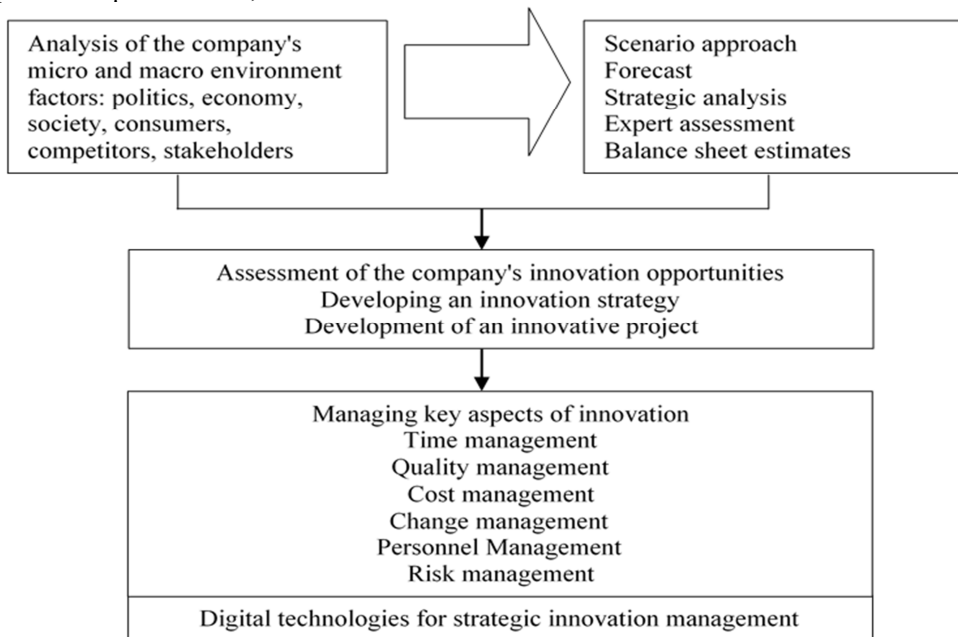 Analysis of the company's
micro and macro environment
factors: politics, economy,
society, consumers,
competitors, stakeholders
Scenario approach
Forecast
Strategic analysis
Expert assessment
Balance sheet estimates
Assessment of the company's innovation opportunities
Developing an innovation strategy
Development of an innovative project
Managing key aspects of innovation
Time management
Quality management
Cost management
Change management
Personnel Management
Risk management
Digital technologies for strategic innovation management